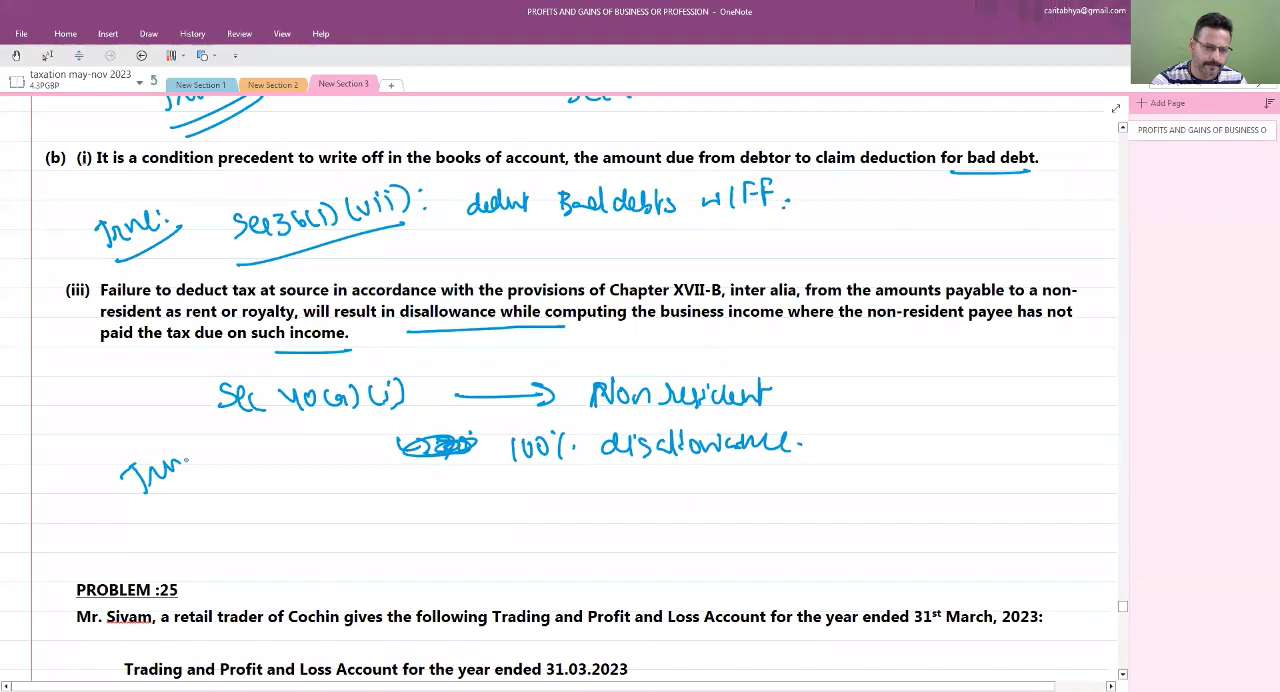 PROFITS AND GAINS OF BUSINESS OR PROFESSION - OneNote
caritabhya@gmail.com
File Home Insert Draw History Review View Help
taxation may-nov 2023
4.3PGBP
5
New Section 1 New Section 2 New Section 3 +
Add Page
PROFITS AND GAINS OF BUSINESS O
(b) (i) It is a condition precedent to write off in the books of account, the amount due from debtor to claim deduction for bad debt.
True: Sec 36(i)(vii): deduct Bad debts w/FF.
(iii) Failure to deduct tax at source in accordance with the provisions of Chapter XVII-B, inter alia, from the amounts payable to a non-
resident as rent or royalty, will result in disallowance while computing the business income where the non-resident payee has not
paid the tax due on such income.
Sec 40(a)(i) → Non resident
100% disallowance.
Tru
PROBLEM :25
Mr. Sivam, a retail trader of Cochin gives the following Trading and Profit and Loss Account for the year ended 31st March, 2023:
Trading and Profit and Loss Account for the year ended 31.03.2023